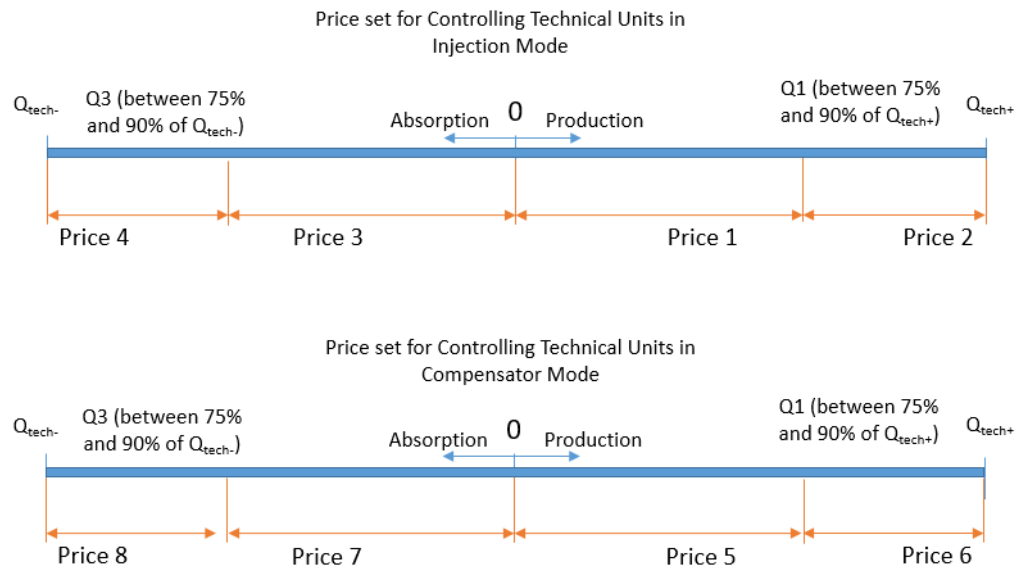 Price set for Controlling Technical Units in
Injection Mode
Qtech-
Q3 (between 75%
and 90% of Qtech-)
Absorption
0
Production
Q1 (between 75%
and 90% of Qtech+)
Qtech+
Price 4
Price 3
Price 1
Price 2
Price set for Controlling Technical Units in
Compensator Mode
Qtech-
Q3 (between 75%
and 90% of Qtech-)
Absorption
0
Production
Q1 (between 75%
and 90% of Qtech+)
Qtech+
Price 8
Price 7
Price 5
Price 6